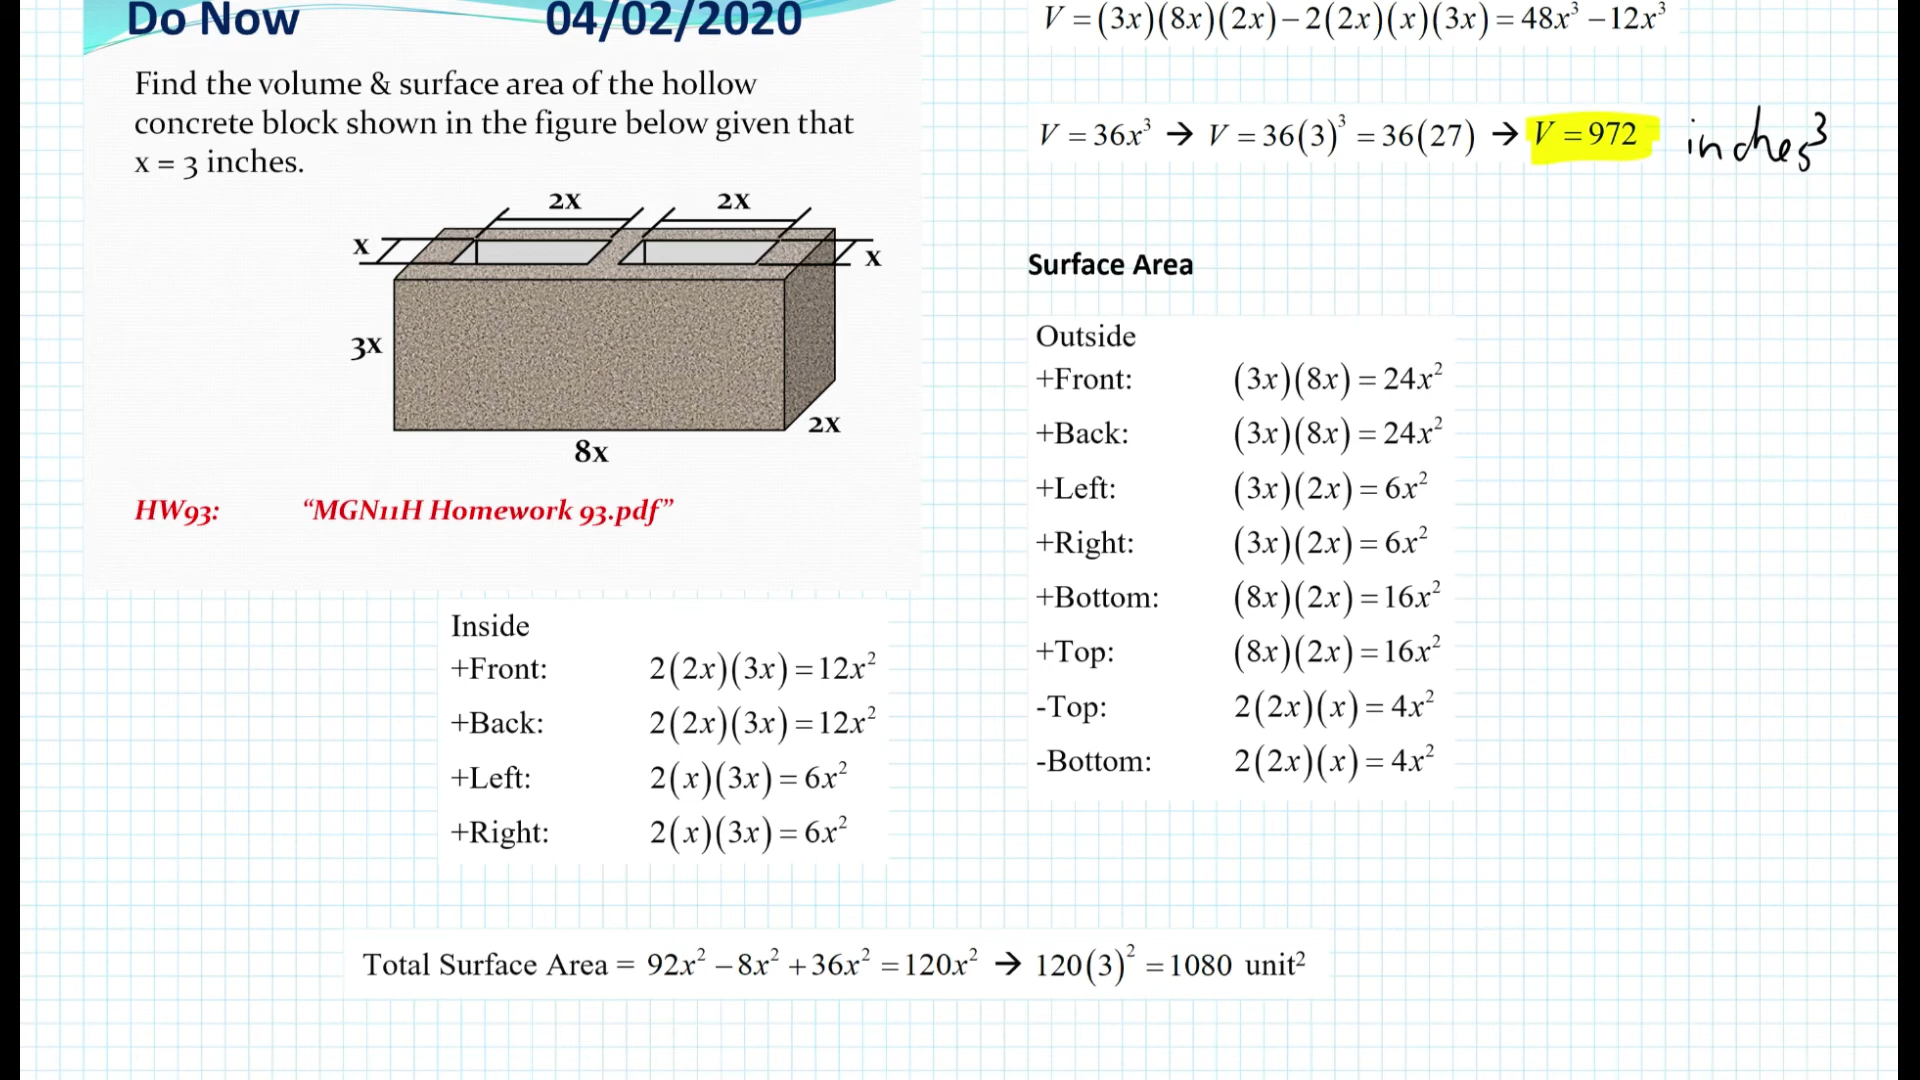 Do Now 04/02/2020
Find the volume & surface area of the hollow
concrete block shown in the figure below given that
x = 3 inches.
2x 2x
x x
3x
2x
8x
HW93: “MGN11H Homework 93.pdf”
V = (3x)(8x)(2x) − 2(2x)(x)(3x) = 48x³ − 12x³
V = 36x³ → V = 36(3)³ = 36(27) → V = 972 inches³
Surface Area
Outside
+Front: (3x)(8x) = 24x²
+Back: (3x)(8x) = 24x²
+Left: (3x)(2x) = 6x²
+Right: (3x)(2x) = 6x²
+Bottom: (8x)(2x) = 16x²
+Top: (8x)(2x) = 16x²
-Top: 2(2x)(x) = 4x²
-Bottom: 2(2x)(x) = 4x²
Inside
+Front: 2(2x)(3x) = 12x²
+Back: 2(2x)(3x) = 12x²
+Left: 2(x)(3x) = 6x²
+Right: 2(x)(3x) = 6x²
Total Surface Area = 92x² − 8x² + 36x² = 120x² → 120(3)² = 1080 unit²